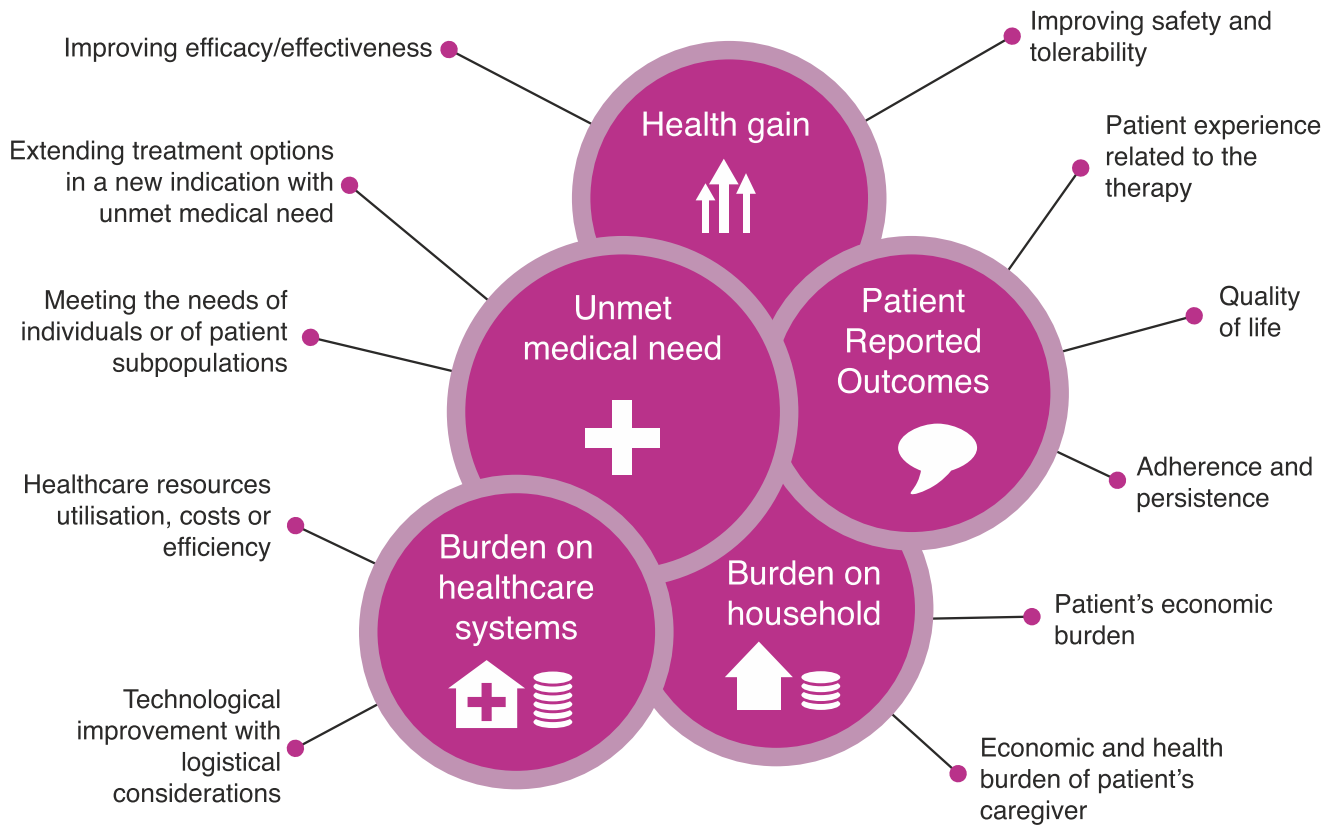 Improving efficacy/effectiveness
Improving safety and
tolerability
Health gain
Extending treatment options
in a new indication with
unmet medical need
Patient experience
related to the
therapy
Unmet
medical need
Patient
Reported
Outcomes
Meeting the needs of
individuals or of patient
subpopulations
Quality
of life
Adherence and
persistence
Healthcare resources
utilisation, costs or
efficiency
Burden on
healthcare
systems
Burden on
household
Patient’s economic
burden
Technological
improvement with
logistical
considerations
Economic and health
burden of patient’s
caregiver